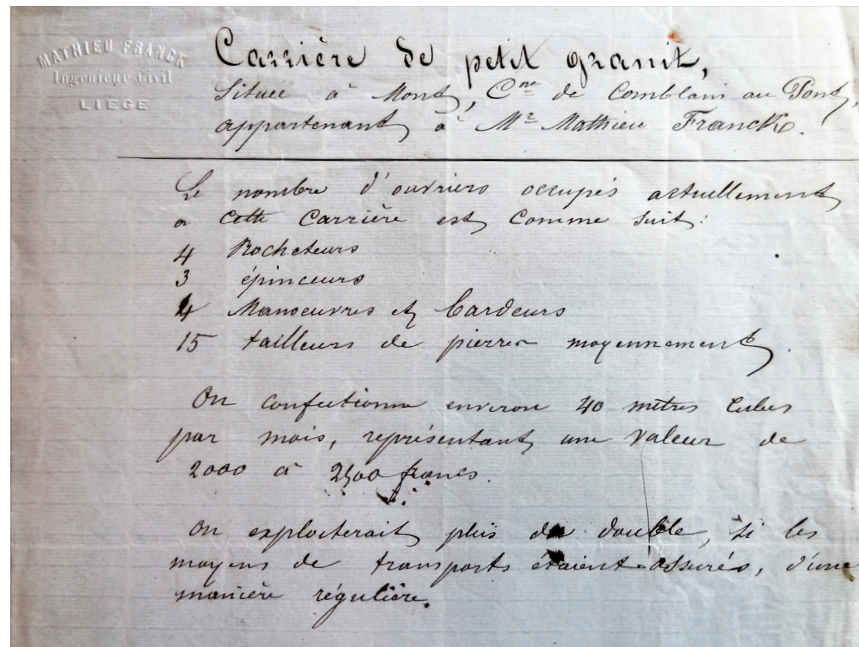 MATHIEU FRANCK
Ingenieur Civil
LIEGE
Carrière de petit granit,
Située à Mont, Cne de Comblain au Pont,
appartenant à Mr Mathieu Franck.
Le nombre d'ouvriers occupés actuellement
à cette Carrière est comme suit:
4 Rocheteurs
3 épinceurs
4 Manoeuvres et bardeurs
15 tailleurs de pierres moyennement.
On confectionne environ 40 mètres cubes
par mois, représentant une valeur de
2000 à 2500 francs.
On exploiterait plus du double, si les
moyens de transports étaient assurés, d'une
manière régulière.